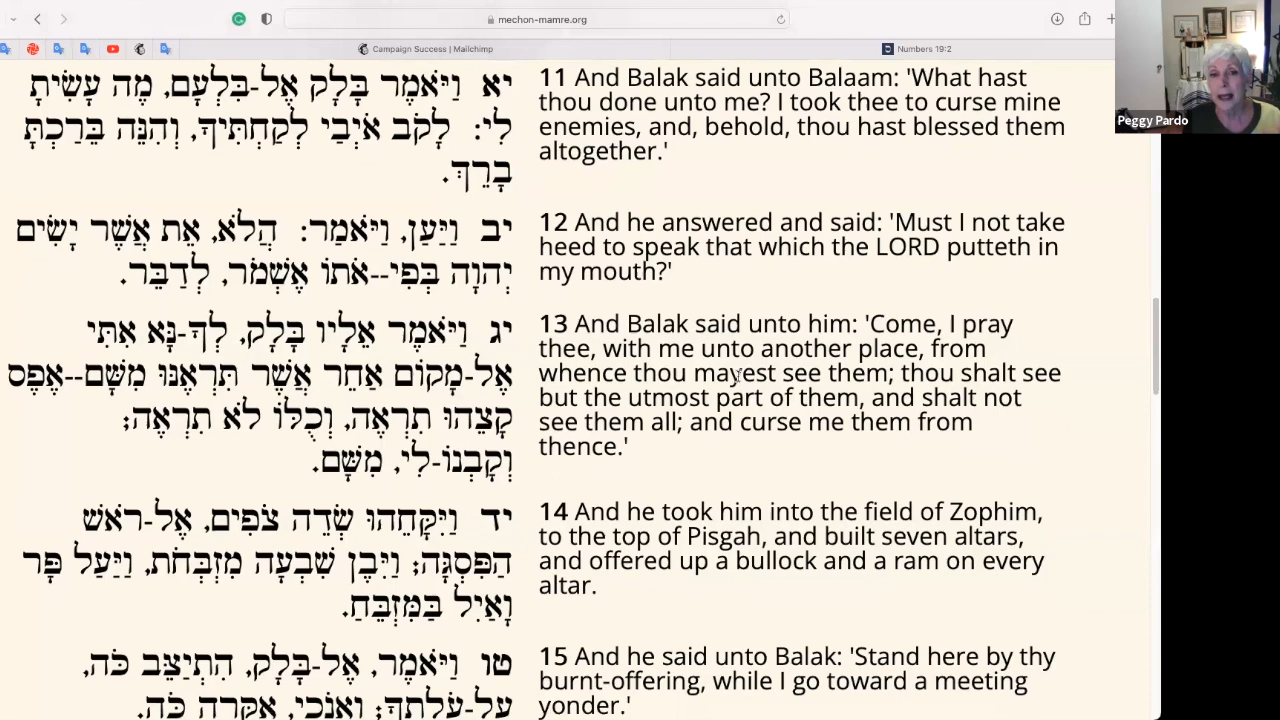 mechon-mamre.org
Campaign Success | Mailchimp
Numbers 19:2
Peggy Pardo
יא וַיֹּאמֶר בָּלָק אֶל-בִּלְעָם, מֶה עָשִׂיתָ
לִי: לָקֹב אֹיְבַי לְקַחְתִּיךָ, וְהִנֵּה בֵּרַכְתָּ
בָרֵךְ.
11 And Balak said unto Balaam: 'What hast
thou done unto me? I took thee to curse mine
enemies, and, behold, thou hast blessed them
altogether.'
יב וַיַּעַן, וַיֹּאמַר: הֲלֹא, אֵת אֲשֶׁר יָשִׂים
יְהוָה בְּפִי--אֹתוֹ אֶשְׁמֹר, לְדַבֵּר.
12 And he answered and said: 'Must I not take
heed to speak that which the LORD putteth in
my mouth?'
יג וַיֹּאמֶר אֵלָיו בָּלָק, לְךָ-נָּא אִתִּי
אֶל-מָקוֹם אַחֵר אֲשֶׁר תִּרְאֶנּוּ מִשָּׁם--אֶפֶס
קָצֵהוּ תִרְאֶה, וְכֻלּוֹ לֹא תִרְאֶה;
וְקָבְנוֹ-לִי, מִשָּׁם.
13 And Balak said unto him: 'Come, I pray
thee, with me unto another place, from
whence thou mayest see them; thou shalt see
but the utmost part of them, and shalt not
see them all; and curse me them from
thence.'
יד וַיִּקָּחֵהוּ שְׂדֵה צֹפִים, אֶל-רֹאשׁ
הַפִּסְגָּה; וַיִּבֶן שִׁבְעָה מִזְבְּחֹת, וַיַּעַל פָּר
וָאַיִל בַּמִּזְבֵּחַ.
14 And he took him into the field of Zophim,
to the top of Pisgah, and built seven altars,
and offered up a bullock and a ram on every
altar.
טו וַיֹּאמֶר, אֶל-בָּלָק, הִתְיַצֵּב כֹּה,
עַל-עֹלָתֶךָ; וְאָנֹכִי, אִקָּרֶה כֹּה.
15 And he said unto Balak: 'Stand here by thy
burnt-offering, while I go toward a meeting
yonder.'